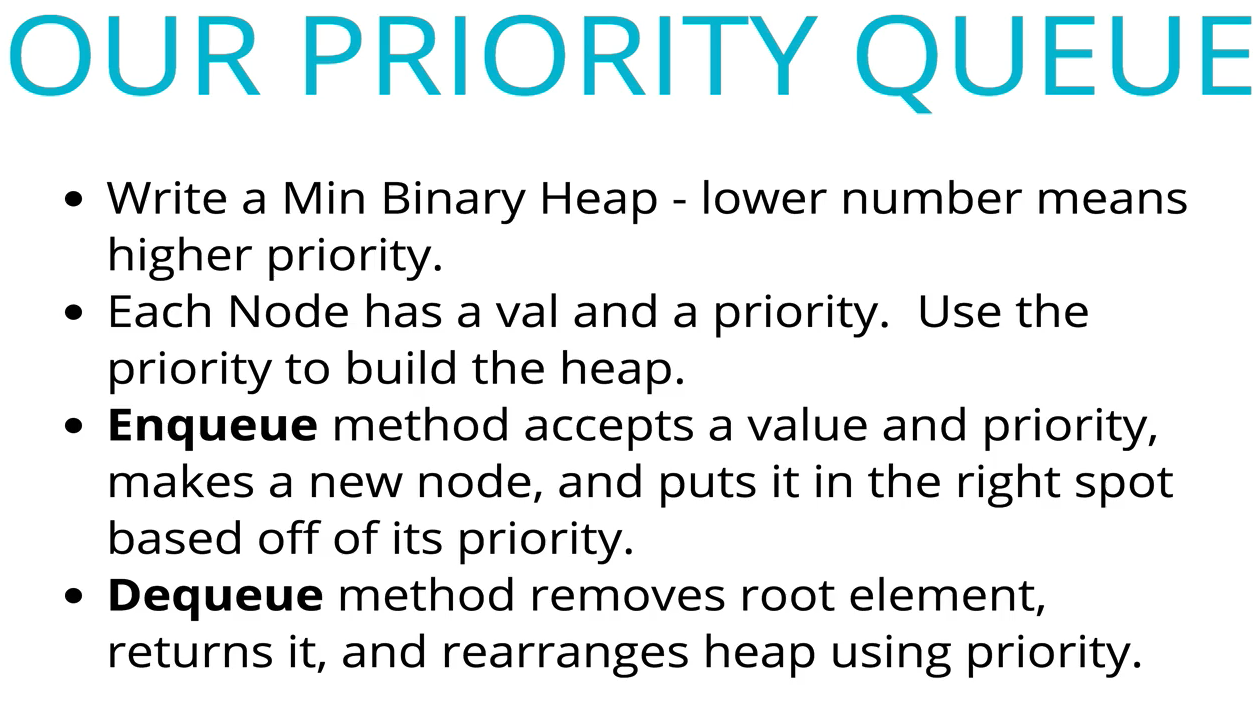 OUR PRIORITY QUEUE
• Write a Min Binary Heap - lower number means
higher priority.
• Each Node has a val and a priority.  Use the
priority to build the heap.
• Enqueue method accepts a value and priority,
makes a new node, and puts it in the right spot
based off of its priority.
• Dequeue method removes root element,
returns it, and rearranges heap using priority.